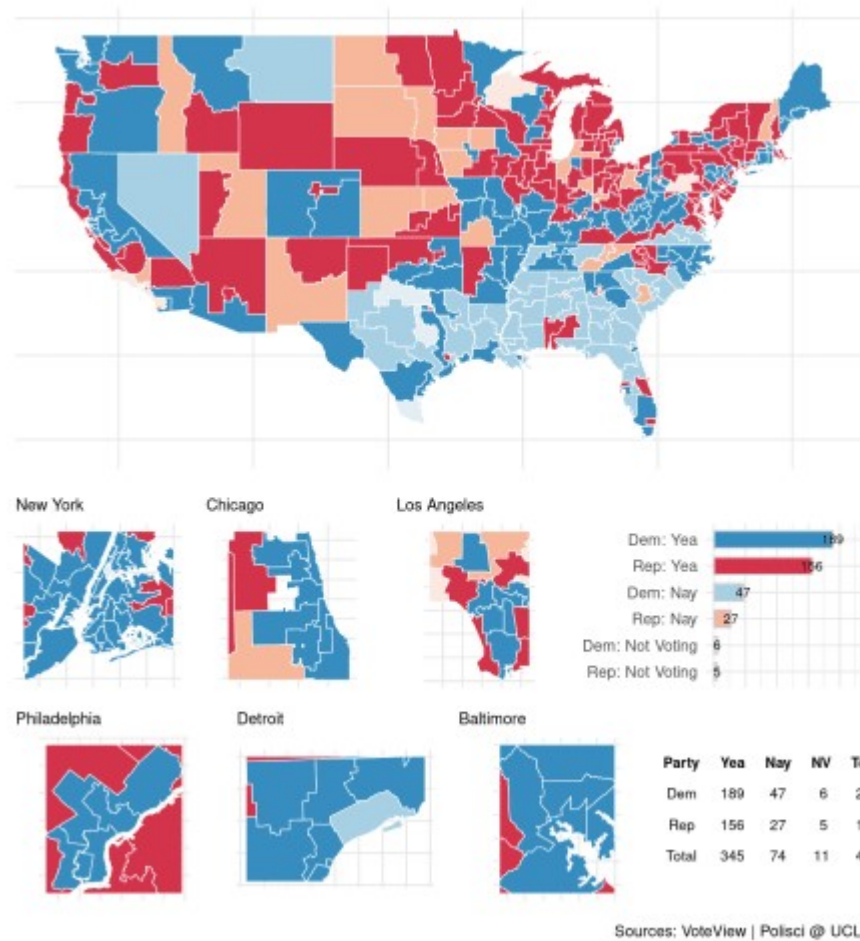 New York
Chicago
Los Angeles
Dem: Yea 189
Rep: Yea 156
Dem: Nay 47
Rep: Nay 27
Dem: Not Voting 6
Rep: Not Voting 5
Philadelphia
Detroit
Baltimore
Party Yea Nay NV
Dem 189 47 6
Rep 156 27 5
Total 345 74 11
Sources: VoteView | Polisci @ UCL